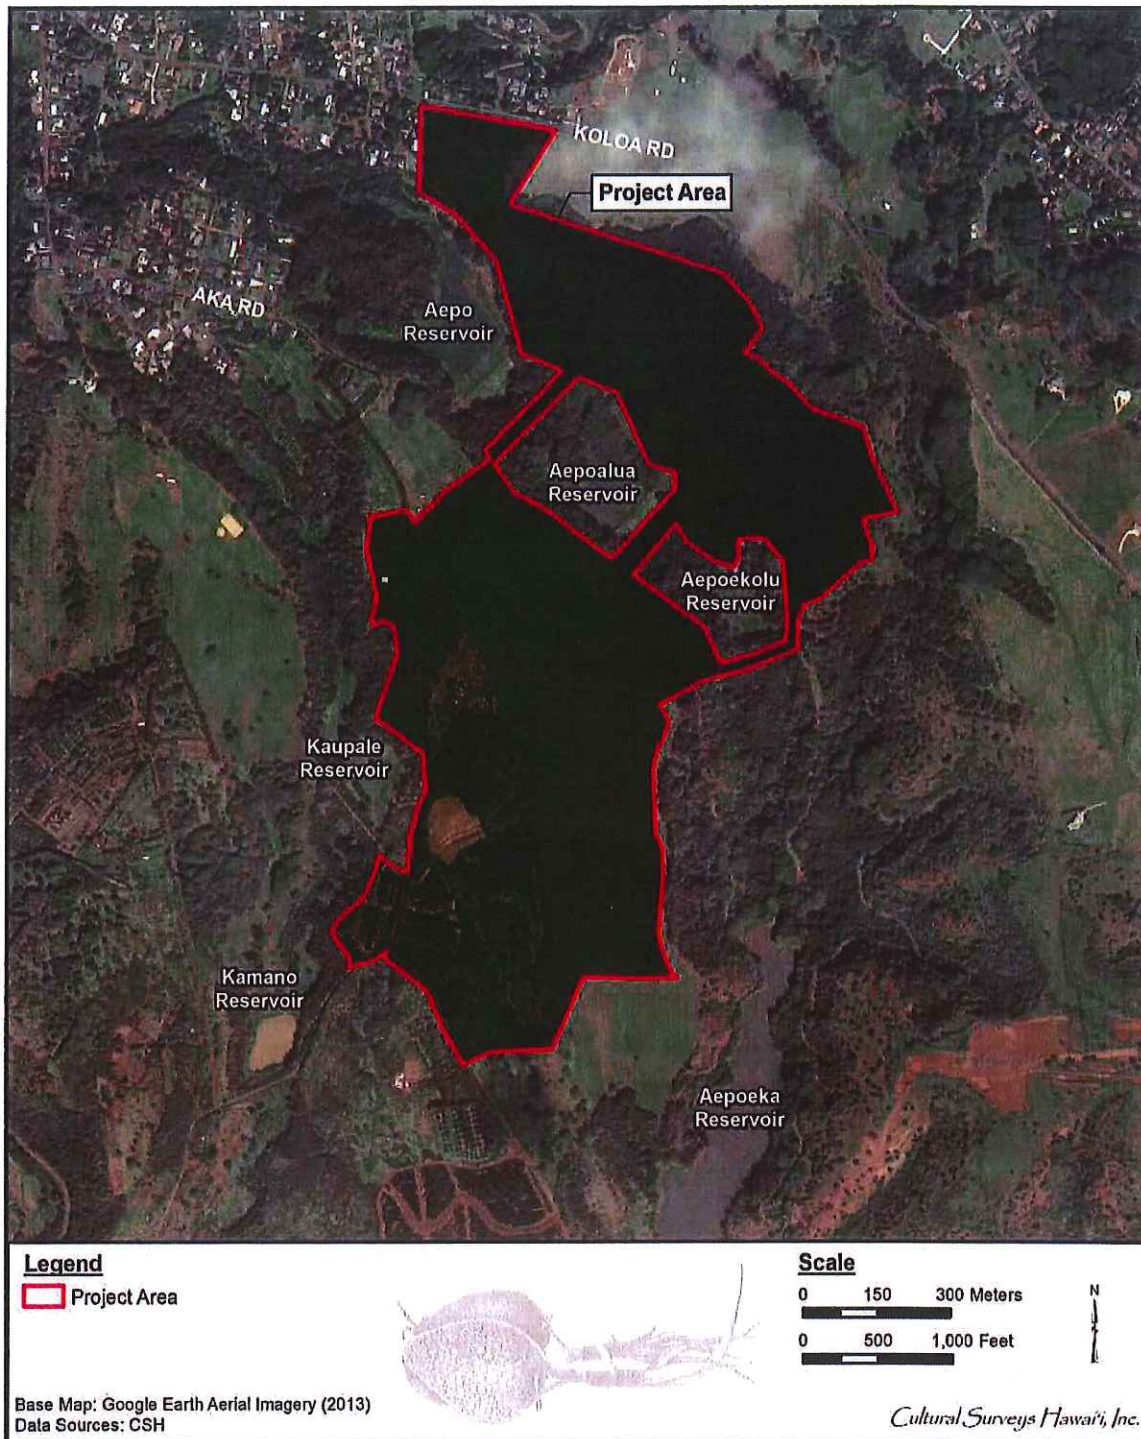 KOLOA RD
Project Area
AKA RD
Aepo
Reservoir
Aepoalua
Reservoir
Aepoekolu
Reservoir
Kaupale
Reservoir
Kamano
Reservoir
Aepoeka
Reservoir
Legend
Project Area
Scale
0 150 300 Meters
0 500 1,000 Feet
N
Base Map: Google Earth Aerial Imagery (2013)
Data Sources: CSH
Cultural Surveys Hawai'i, Inc.